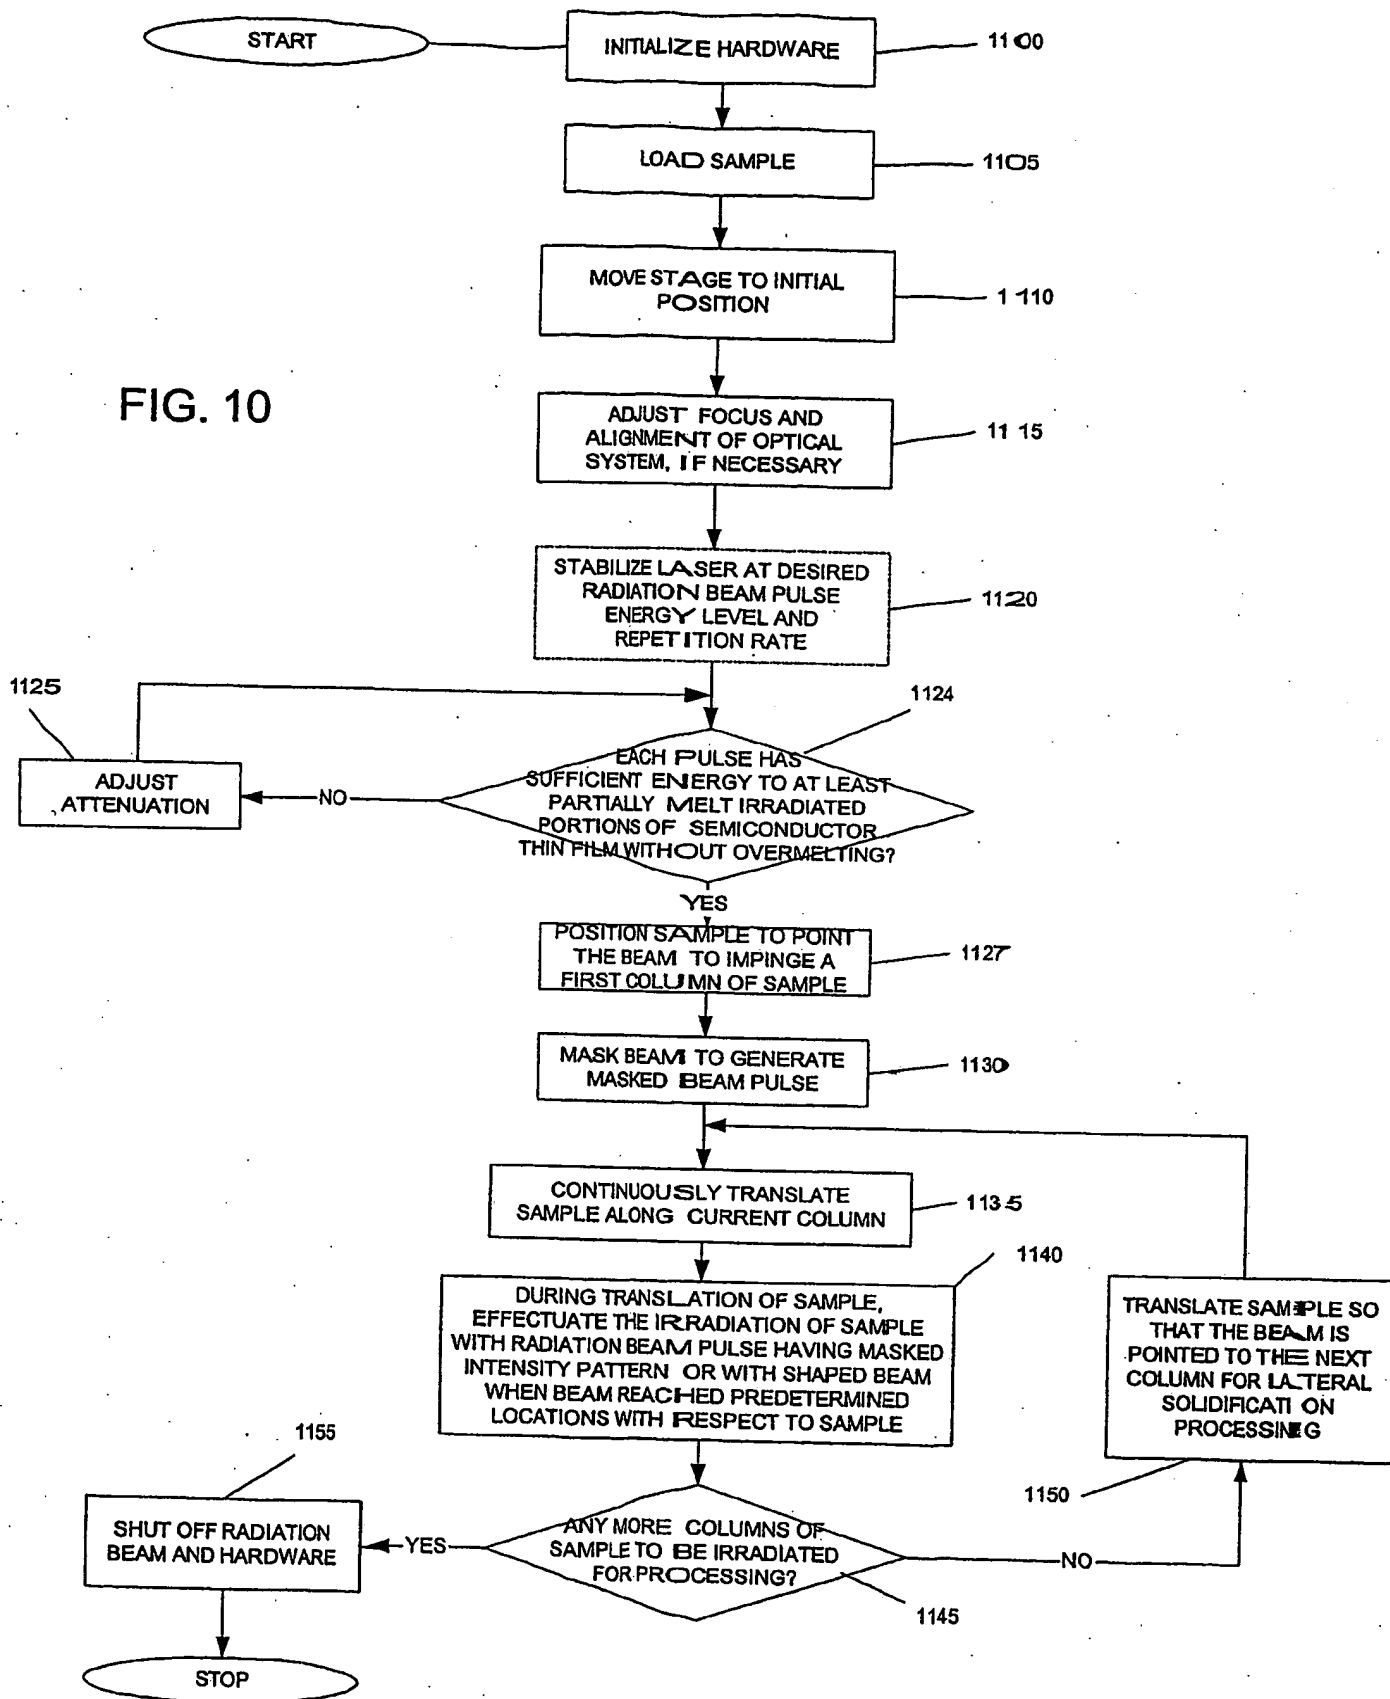 START
INITIALIZE HARDWARE
1100
LOAD SAMPLE
1105
MOVE STAGE TO INITIAL
POSITION
1110
FIG. 10
ADJUST FOCUS AND
ALIGNMENT OF OPTICAL
SYSTEM, IF NECESSARY
1115
STABILIZE LASER AT DESIRED
RADIATION BEAM PULSE
ENERGY LEVEL AND
REPETITION RATE
1120
1125
1124
ADJUST
ATTENUATION
NO
EACH PULSE HAS
SUFFICIENT ENERGY TO AT LEAST
PARTIALLY MELT IRRADIATED
PORTIONS OF SEMICONDUCTOR
THIN FILM WITHOUT OVERMELTING?
YES
POSITION SAMPLE TO POINT
THE BEAM TO IMPINGE A
FIRST COLUMN OF SAMPLE
1127
MASK BEAM TO GENERATE
MASKED BEAM PULSE
1130
CONTINUOUSLY TRANSLATE
SAMPLE ALONG CURRENT COLUMN
1135
1140
DURING TRANSLATION OF SAMPLE,
EFFECTUATE THE IRRADIATION OF SAMPLE
WITH RADIATION BEAM PULSE HAVING MASKED
INTENSITY PATTERN OR WITH SHAPED BEAM
WHEN BEAM REACHED PREDETERMINED
LOCATIONS WITH RESPECT TO SAMPLE
TRANSLATE SAMPLE SO
THAT THE BEAM IS
POINTED TO THE NEXT
COLUMN FOR LATERAL
SOLIDIFICATION
PROCESSING
1150
1155
SHUT OFF RADIATION
BEAM AND HARDWARE
YES
ANY MORE COLUMNS OF
SAMPLE TO BE IRRADIATED
FOR PROCESSING?
NO
1145
STOP